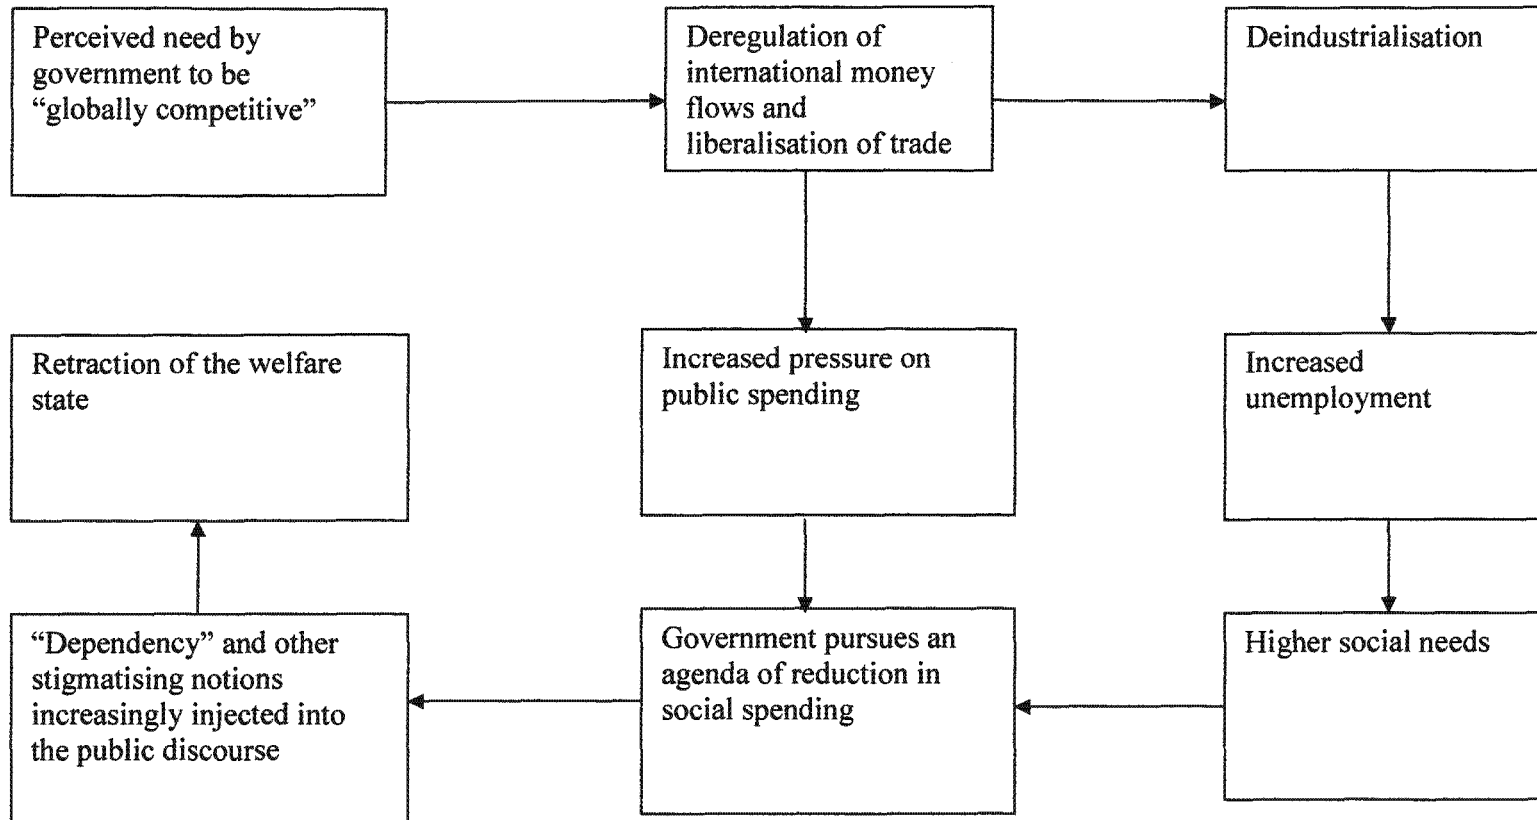 Perceived need by
government to be
“globally competitive”
Deregulation of
international money
flows and
liberalisation of trade
Deindustrialisation
Retraction of the welfare
state
Increased pressure on
public spending
Increased
unemployment
“Dependency” and other
stigmatising notions
increasingly injected into
the public discourse
Government pursues an
agenda of reduction in
social spending
Higher social needs